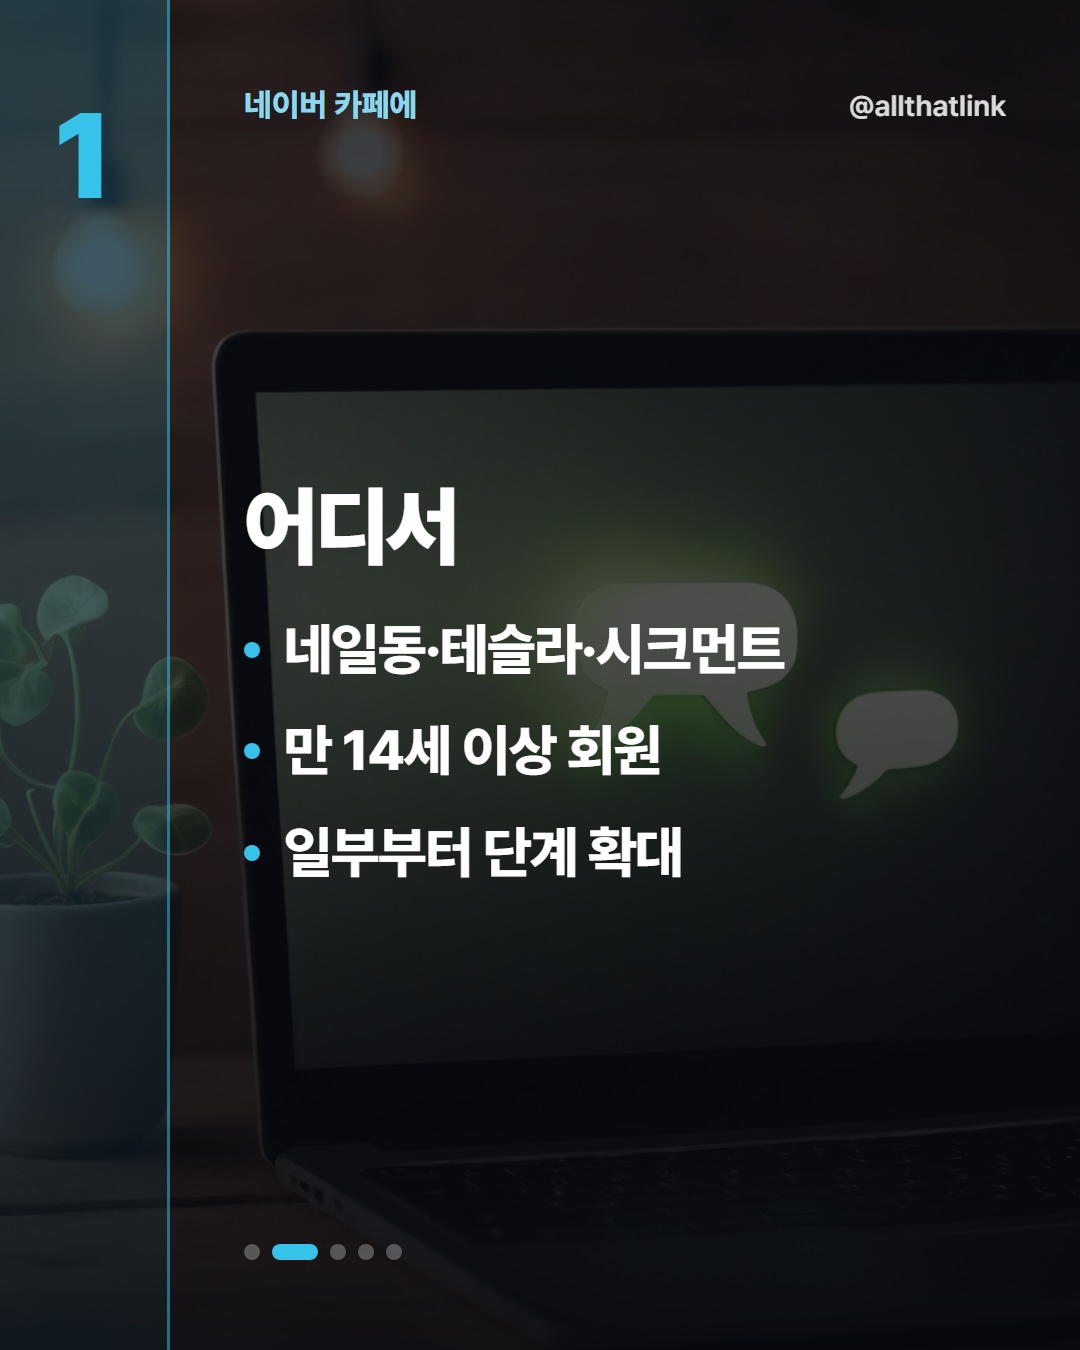 1
네이버 카페에
@allthatlink
어디서
• 네일동·테슬라·시크먼트
• 만 14세 이상 회원
• 일부부터 단계 확대